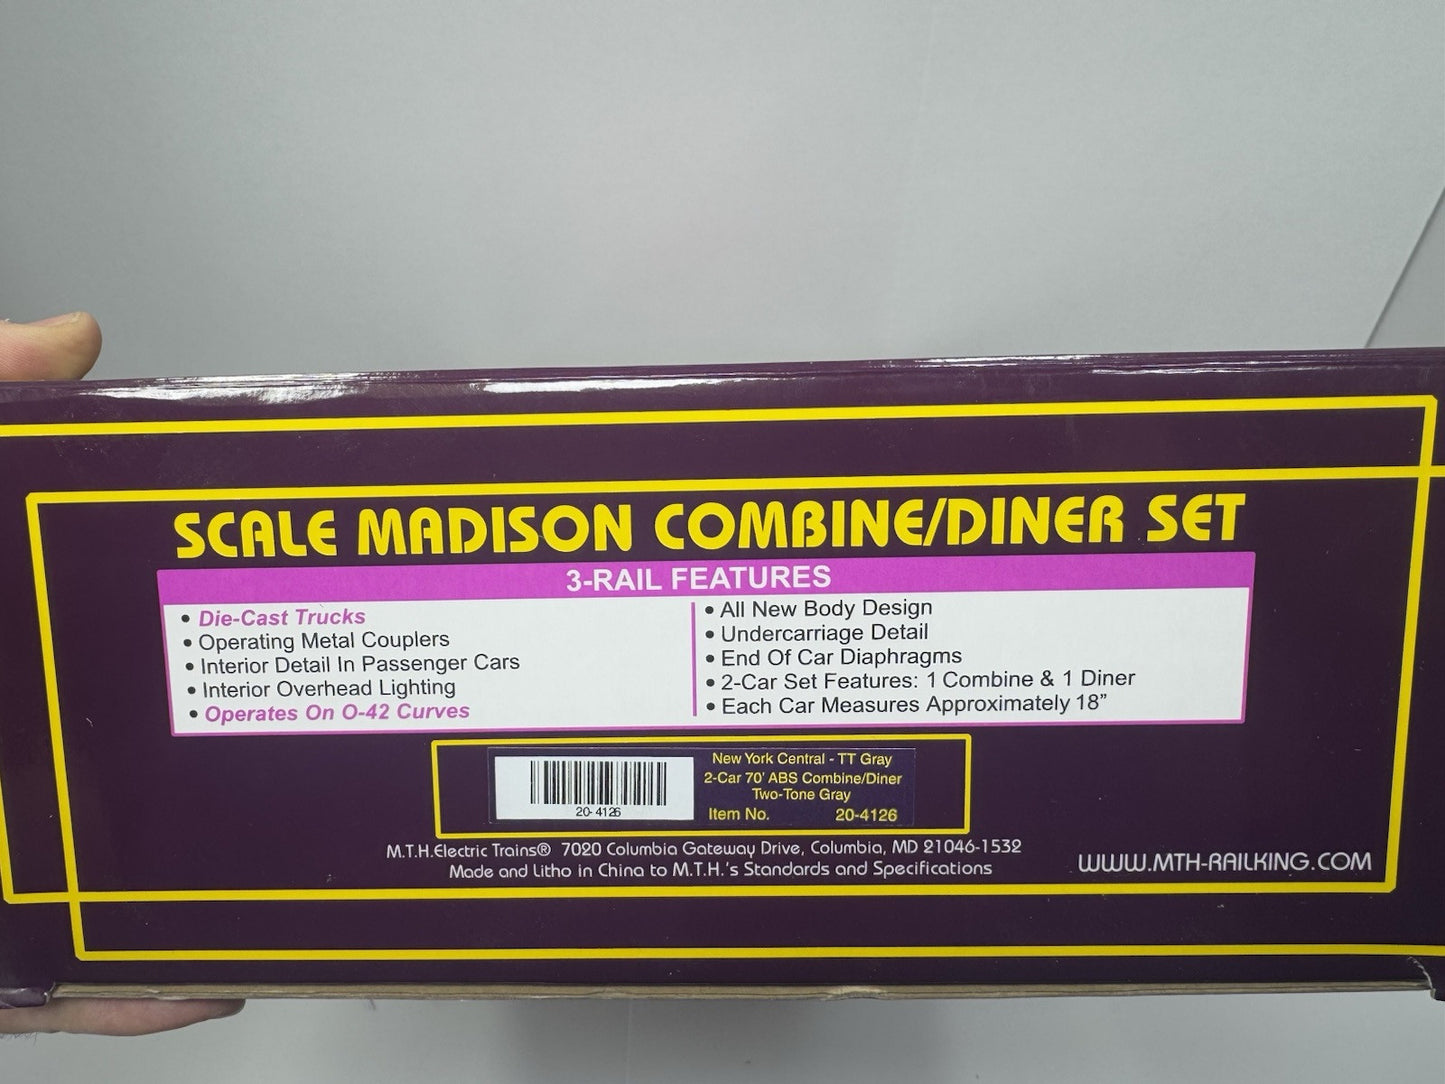 SCALE MADISON COMBINE/DINER SET
3-RAIL FEATURES
• Die-Cast Trucks
• Operating Metal Couplers
• Interior Detail In Passenger Cars
• Interior Overhead Lighting
• Operates On O-42 Curves
• All New Body Design
• Undercarriage Detail
• End Of Car Diaphragms
• 2-Car Set Features: 1 Combine & 1 Diner
• Each Car Measures Approximately 18”
20-4126
New York Central - TT Gray
2-Car 70' ABS Combine/Diner
Two-Tone Gray
Item No. 20-4126
M.T.H.Electric Trains® 7020 Columbia Gateway Drive, Columbia, MD 21046-1532
Made and Litho in China to M.T.H.'s Standards and Specifications
WWW.MTH-RAILKING.COM